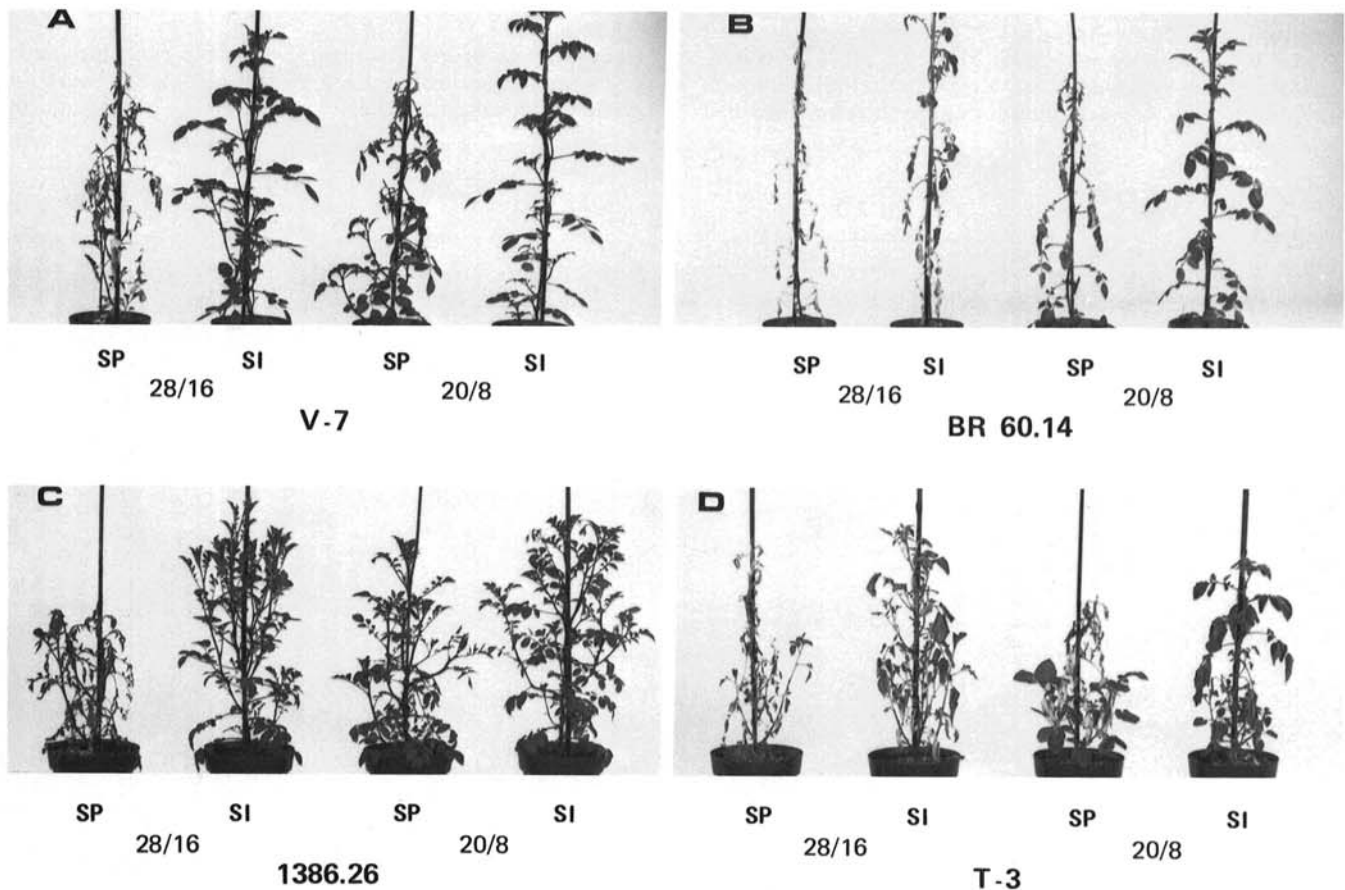 A
B
SP SI SP SI
28/16 20/8
V-7
SP SI SP SI
28/16 20/8
BR 60.14
C
D
SP SI SP SI
28/16 20/8
1386.26
SP SI SP SI
28/16 20/8
T-3